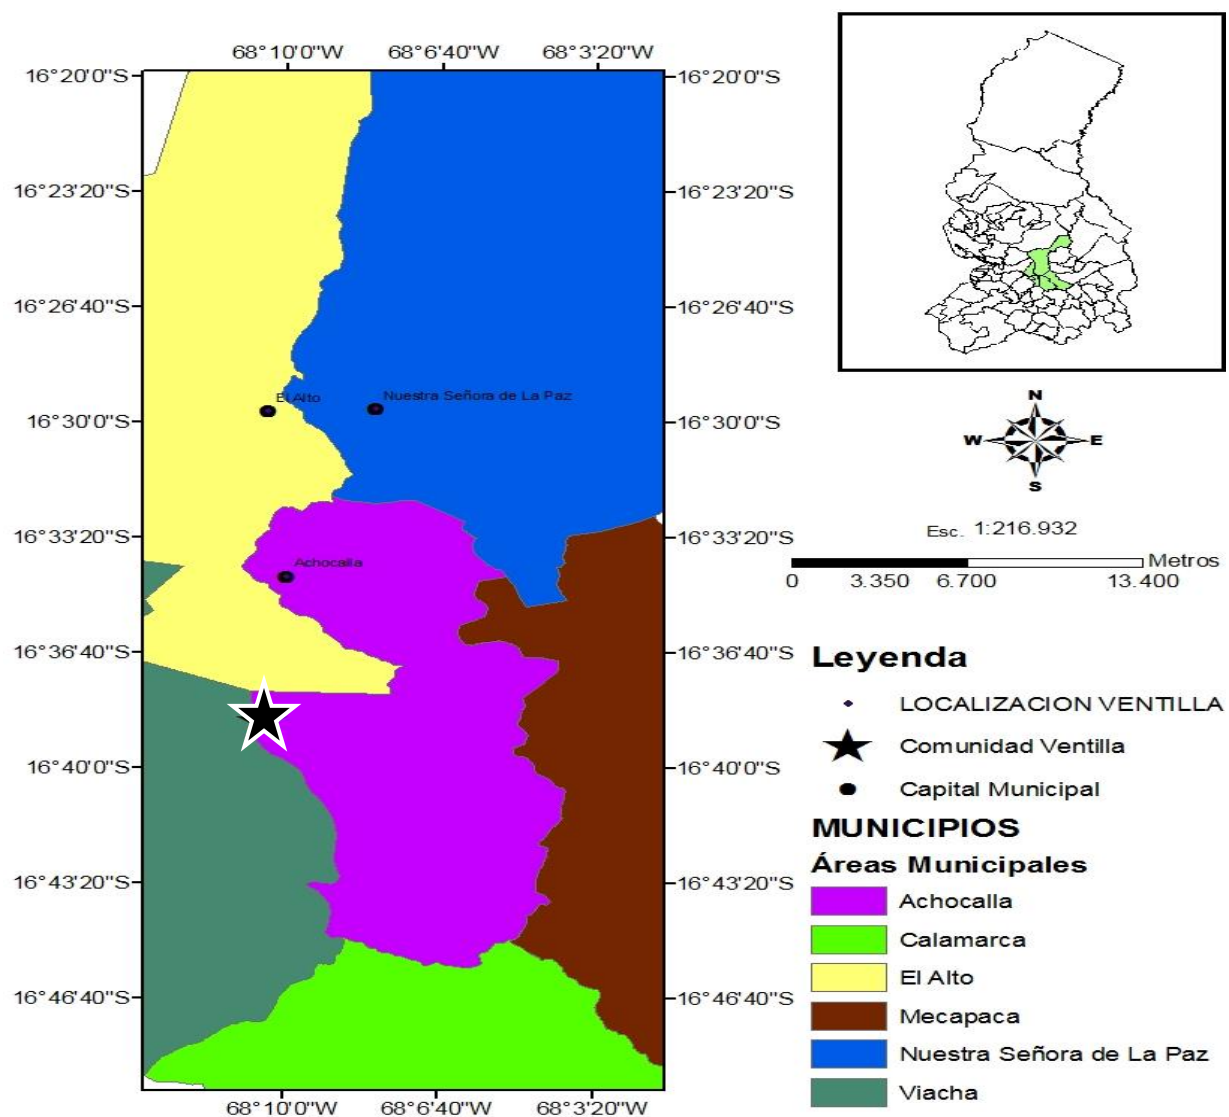 68°10'0"W 68°6'40"W 68°3'20"W
16°20'0"S 16°20'0"S
16°23'20"S 16°23'20"S
16°26'40"S 16°26'40"S
El Alto Nuestra Señora de La Paz
16°30'0"S 16°30'0"S
16°33'20"S 16°33'20"S
Achocalla
16°36'40"S 16°36'40"S
16°40'0"S 16°40'0"S
16°43'20"S 16°43'20"S
16°46'40"S 16°46'40"S
68°10'0"W 68°6'40"W 68°3'20"W
N
W E
S
Esc. 1:216.932
Metros
0 3.350 6.700 13.400
Leyenda
LOCALIZACION VENTILLA
Comunidad Ventilla
Capital Municipal
MUNICIPIOS
Áreas Municipales
Achocalla
Calamarca
El Alto
Mecapaca
Nuestra Señora de La Paz
Viacha